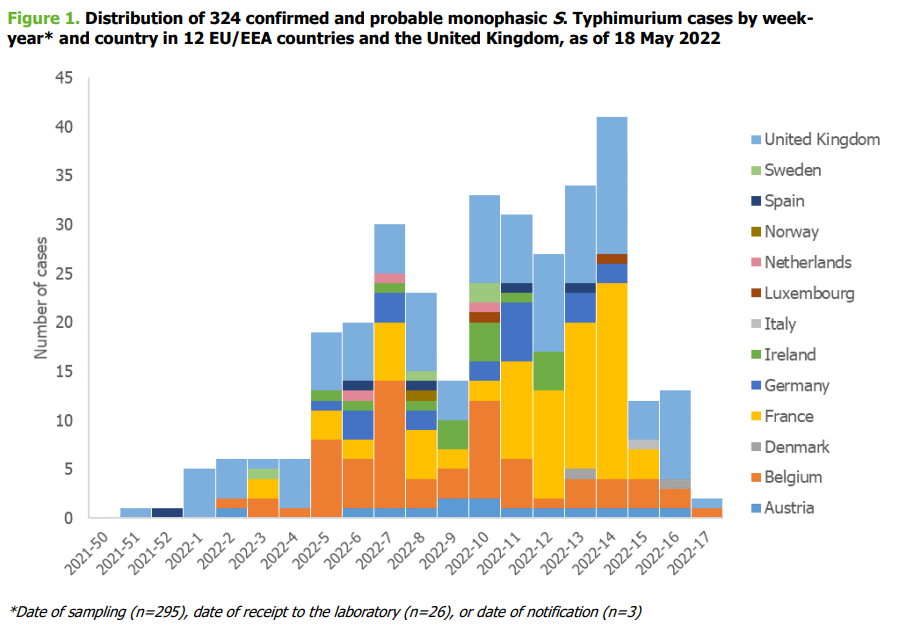 Figure 1. Distribution of 324 confirmed and probable monophasic S. Typhimurium cases by week-
year* and country in 12 EU/EEA countries and the United Kingdom, as of 18 May 2022
45
40
35
30
25
20
15
10
5
0
Number of cases
2021-50
2021-51
2021-52
2022-1
2022-2
2022-3
2022-4
2022-5
2022-6
2022-7
2022-8
2022-9
2022-10
2022-11
2022-12
2022-13
2022-14
2022-15
2022-16
2022-17
United Kingdom
Sweden
Spain
Norway
Netherlands
Luxembourg
Italy
Ireland
Germany
France
Denmark
Belgium
Austria
*Date of sampling (n=295), date of receipt to the laboratory (n=26), or date of notification (n=3)